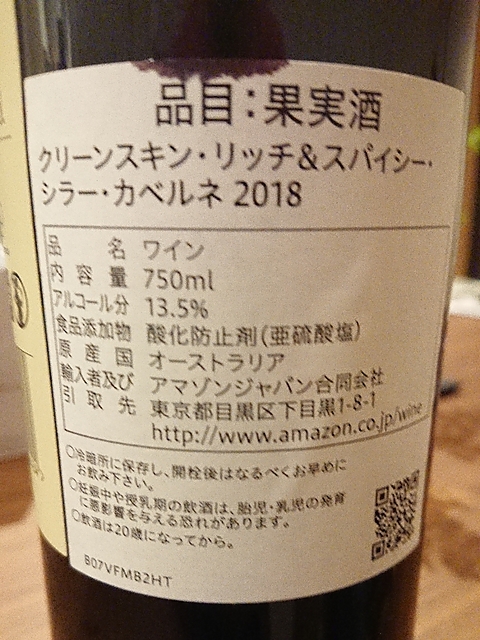 品目：果実酒
クリーンスキン・リッチ＆スパイシー・
シラー・カベルネ 2018
品名 ワイン
内容量 750ml
アルコール分 13.5%
食品添加物 酸化防止剤（亜硫酸塩）
原産国 オーストラリア
輸入者及び アマゾンジャパン合同会社
引取先 東京都目黒区下目黒1-8-1
http://www.amazon.co.jp/wine
○冷暗所に保存し、開栓後はなるべくお早めに
お飲み下さい。
○妊娠中や授乳期の飲酒は、胎児・乳児の発育
に悪影響を与える恐れがあります。
○飲酒は20歳になってから。
B07VFMB2HT